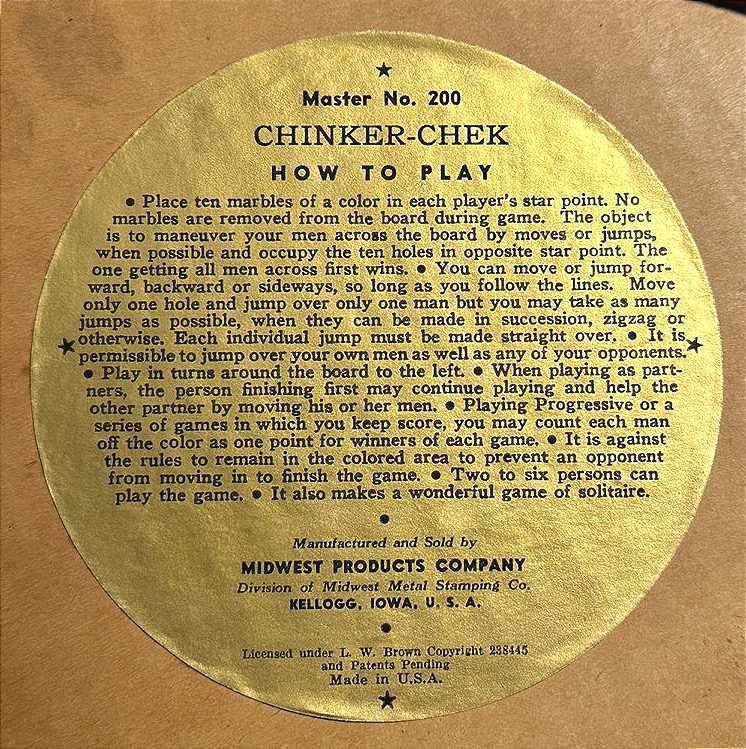 ★
Master No. 200
CHINKER-CHEK
HOW TO PLAY
● Place ten marbles of a color in each player's star point. No
marbles are removed from the board during game. The object
is to maneuver your men across the board by moves or jumps,
when possible and occupy the ten holes in opposite star point. The
one getting all men across first wins. ● You can move or jump for-
ward, backward or sideways, so long as you follow the lines. Move
only one hole and jump over only one man but you may take as many
jumps as possible, when they can be made in succession, zigzag or
otherwise. Each individual jump must be made straight over. ● It is
★ permissible to jump over your own men as well as any of your opponents. ★
● Play in turns around the board to the left. ● When playing as part-
ners, the person finishing first may continue playing and help the
other partner by moving his or her men. ● Playing Progressive or a
series of games in which you keep score, you may count each man
off the color as one point for winners of each game. ● It is against
the rules to remain in the colored area to prevent an opponent
from moving in to finish the game. ● Two to six persons can
play the game. ● It also makes a wonderful game of solitaire.
●
Manufactured and Sold by
MIDWEST PRODUCTS COMPANY
Division of Midwest Metal Stamping Co.
KELLOGG, IOWA, U. S. A.
●
Licensed under L. W. Brown Copyright 238445
and Patents Pending
Made in U.S.A.
★